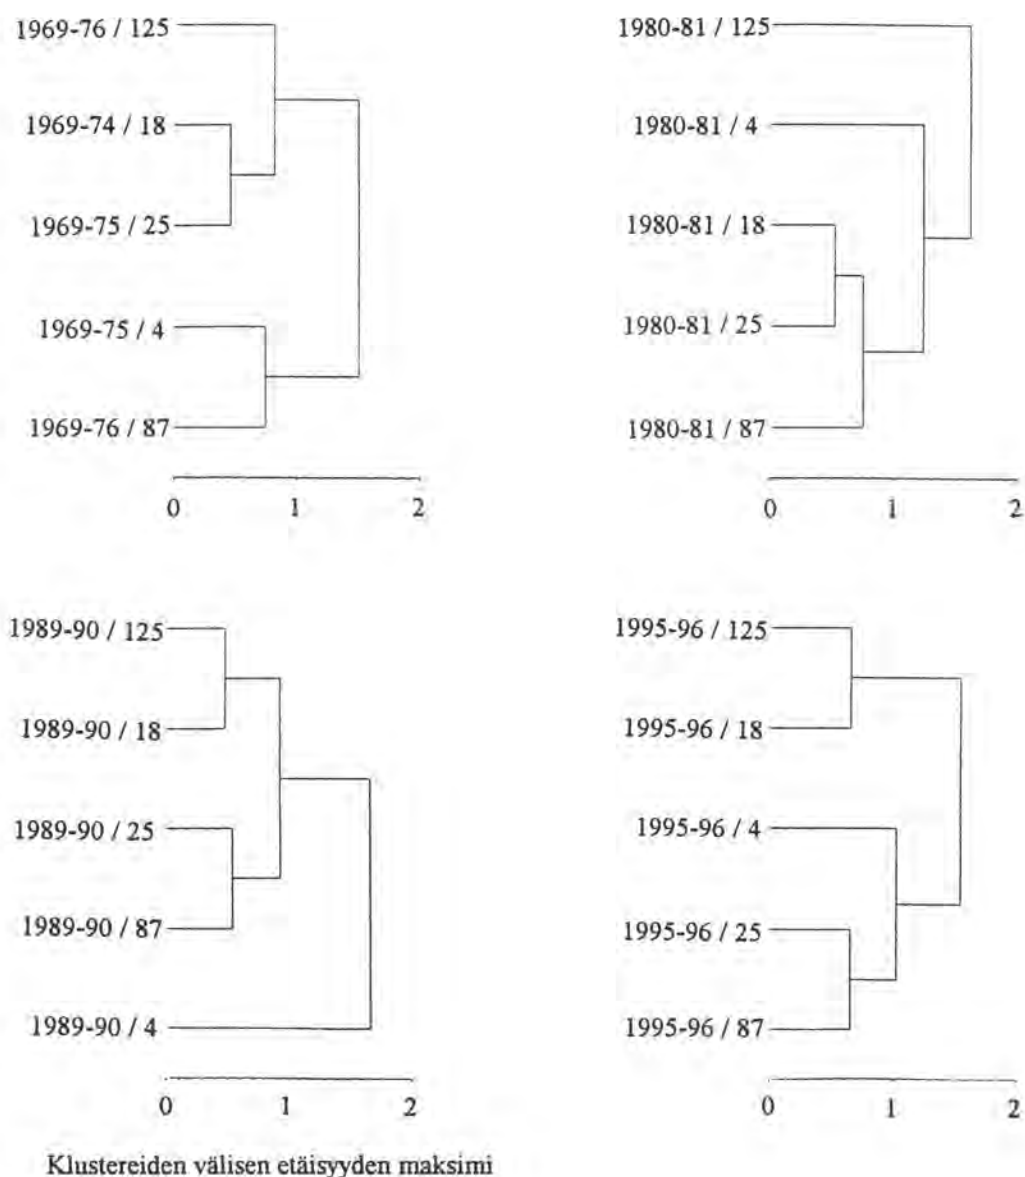 1969-76 / 125
1969-74 / 18
1969-75 / 25
1969-75 / 4
1969-76 / 87
0 1 2
1980-81 / 125
1980-81 / 4
1980-81 / 18
1980-81 / 25
1980-81 / 87
0 1 2
1989-90 / 125
1989-90 / 18
1989-90 / 25
1989-90 / 87
1989-90 / 4
0 1 2
1995-96 / 125
1995-96 / 18
1995-96 / 4
1995-96 / 25
1995-96 / 87
0 1 2
Klustereiden välisen etäisyyden maksimi